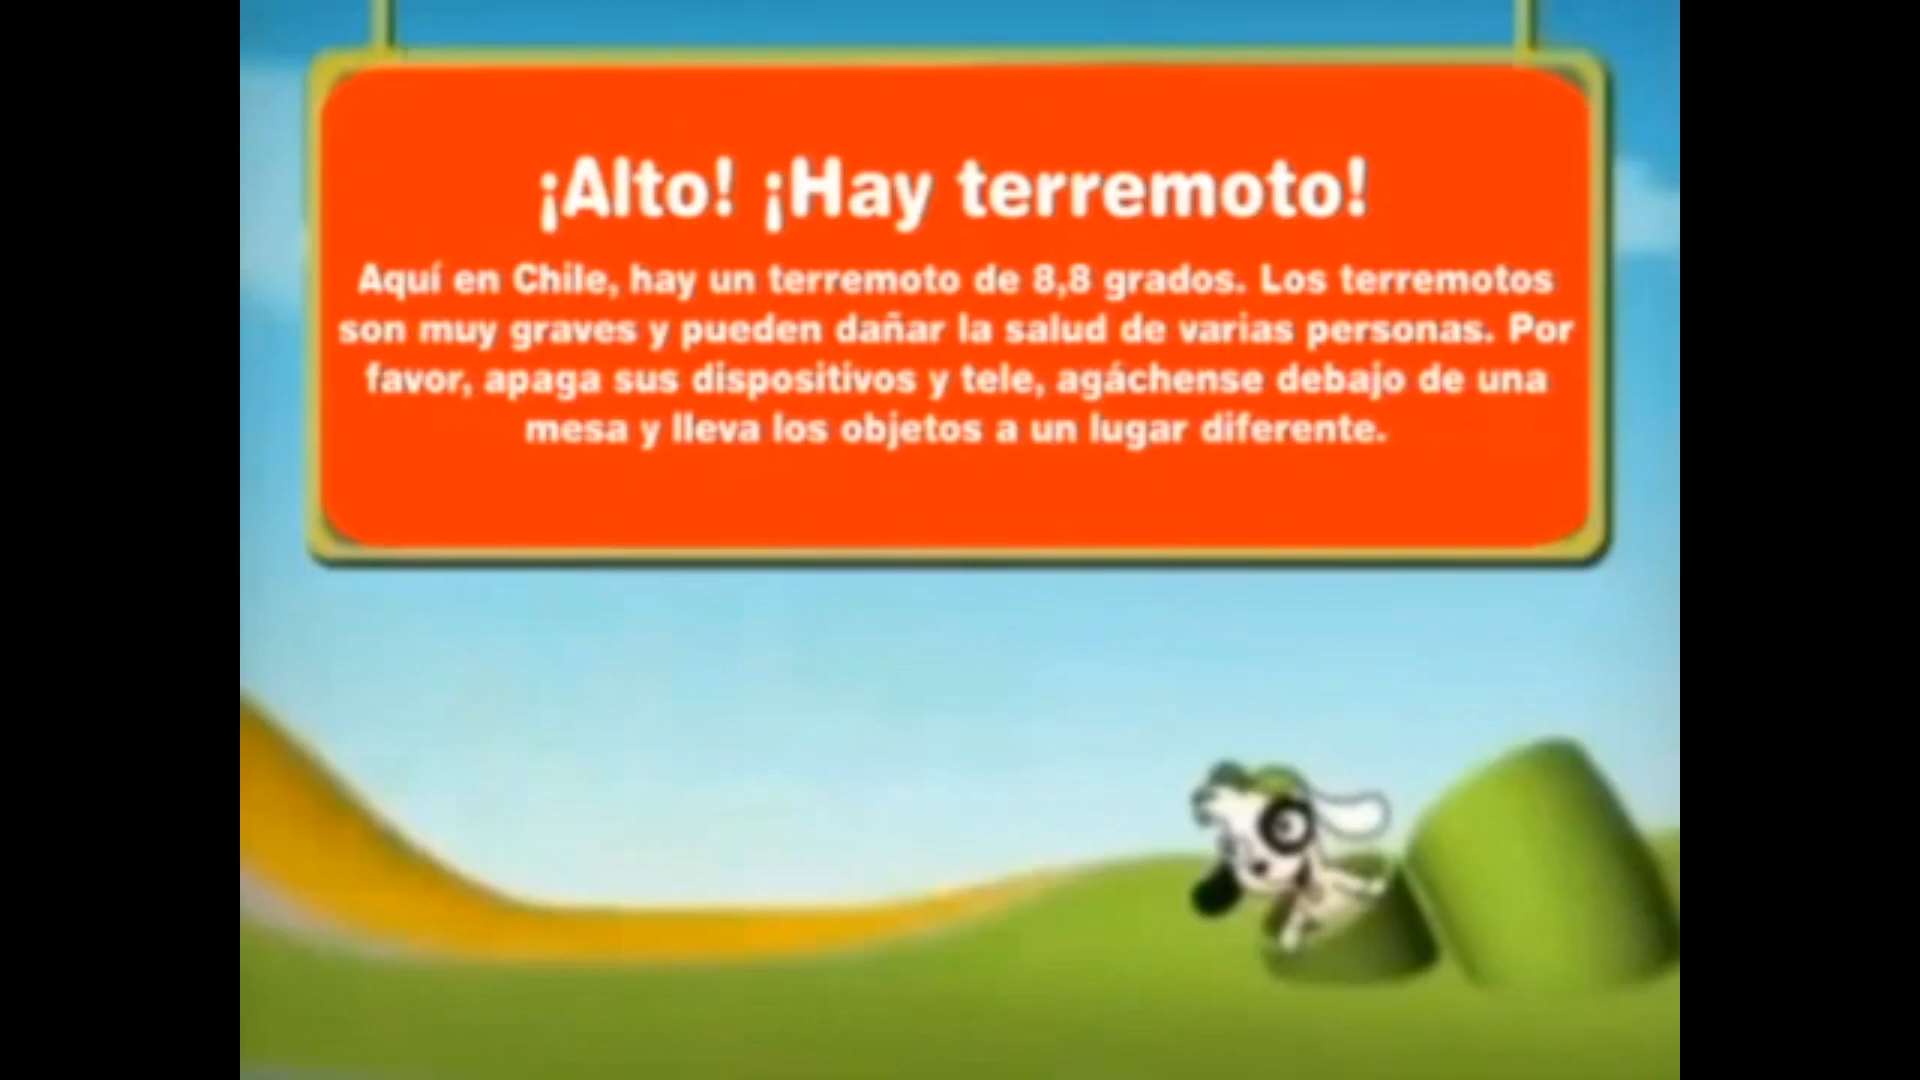 ¡Alto! ¡Hay terremoto!
Aquí en Chile, hay un terremoto de 8,8 grados. Los terremotos
son muy graves y pueden dañar la salud de varias personas. Por
favor, apaga sus dispositivos y tele, agáchense debajo de una
mesa y lleva los objetos a un lugar diferente.